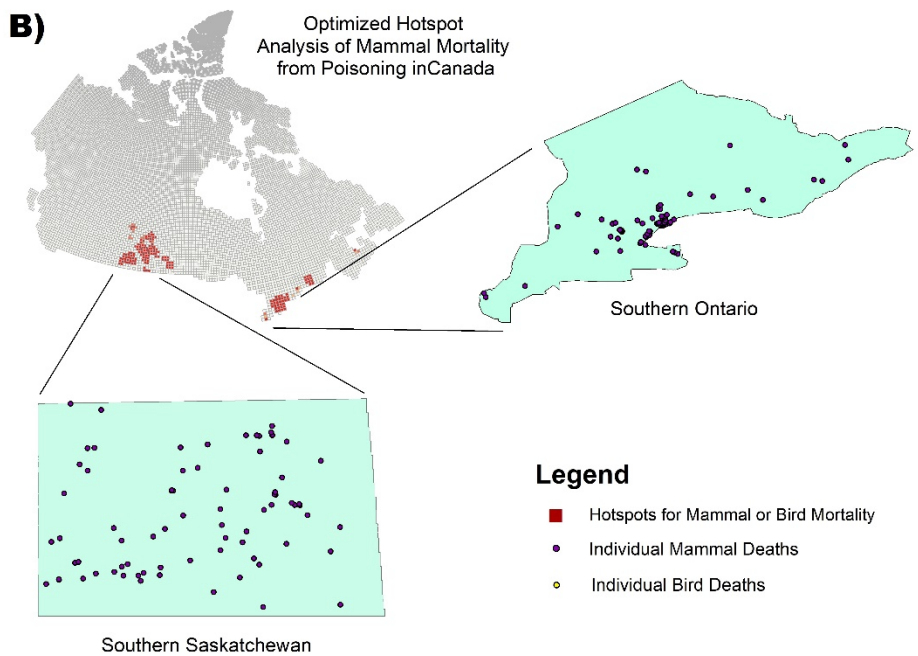 B)
Optimized Hotspot
Analysis of Mammal Mortality
from Poisoning inCanada
Southern Ontario
Southern Saskatchewan
Legend
Hotspots for Mammal or Bird Mortality
Individual Mammal Deaths
Individual Bird Deaths